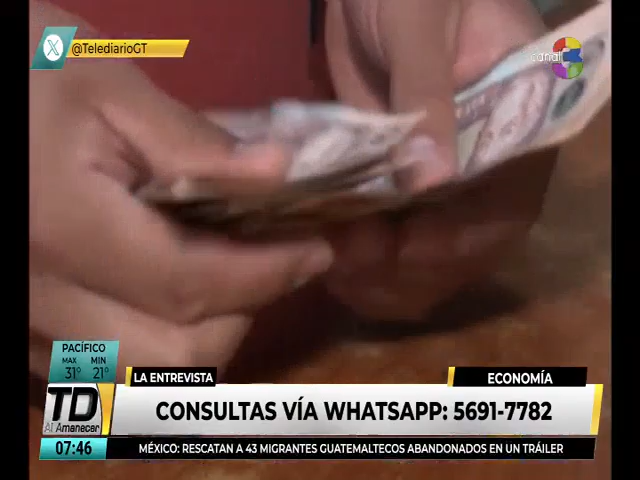 @TelediarioGT
canal 3
PACÍFICO
MAX MIN
31° 21°
LA ENTREVISTA
ECONOMÍA
TD
Al Amanecer
CONSULTAS VÍA WHATSAPP: 5691-7782
07:46
MÉXICO: RESCATAN A 43 MIGRANTES GUATEMALTECOS ABANDONADOS EN UN TRÁILER